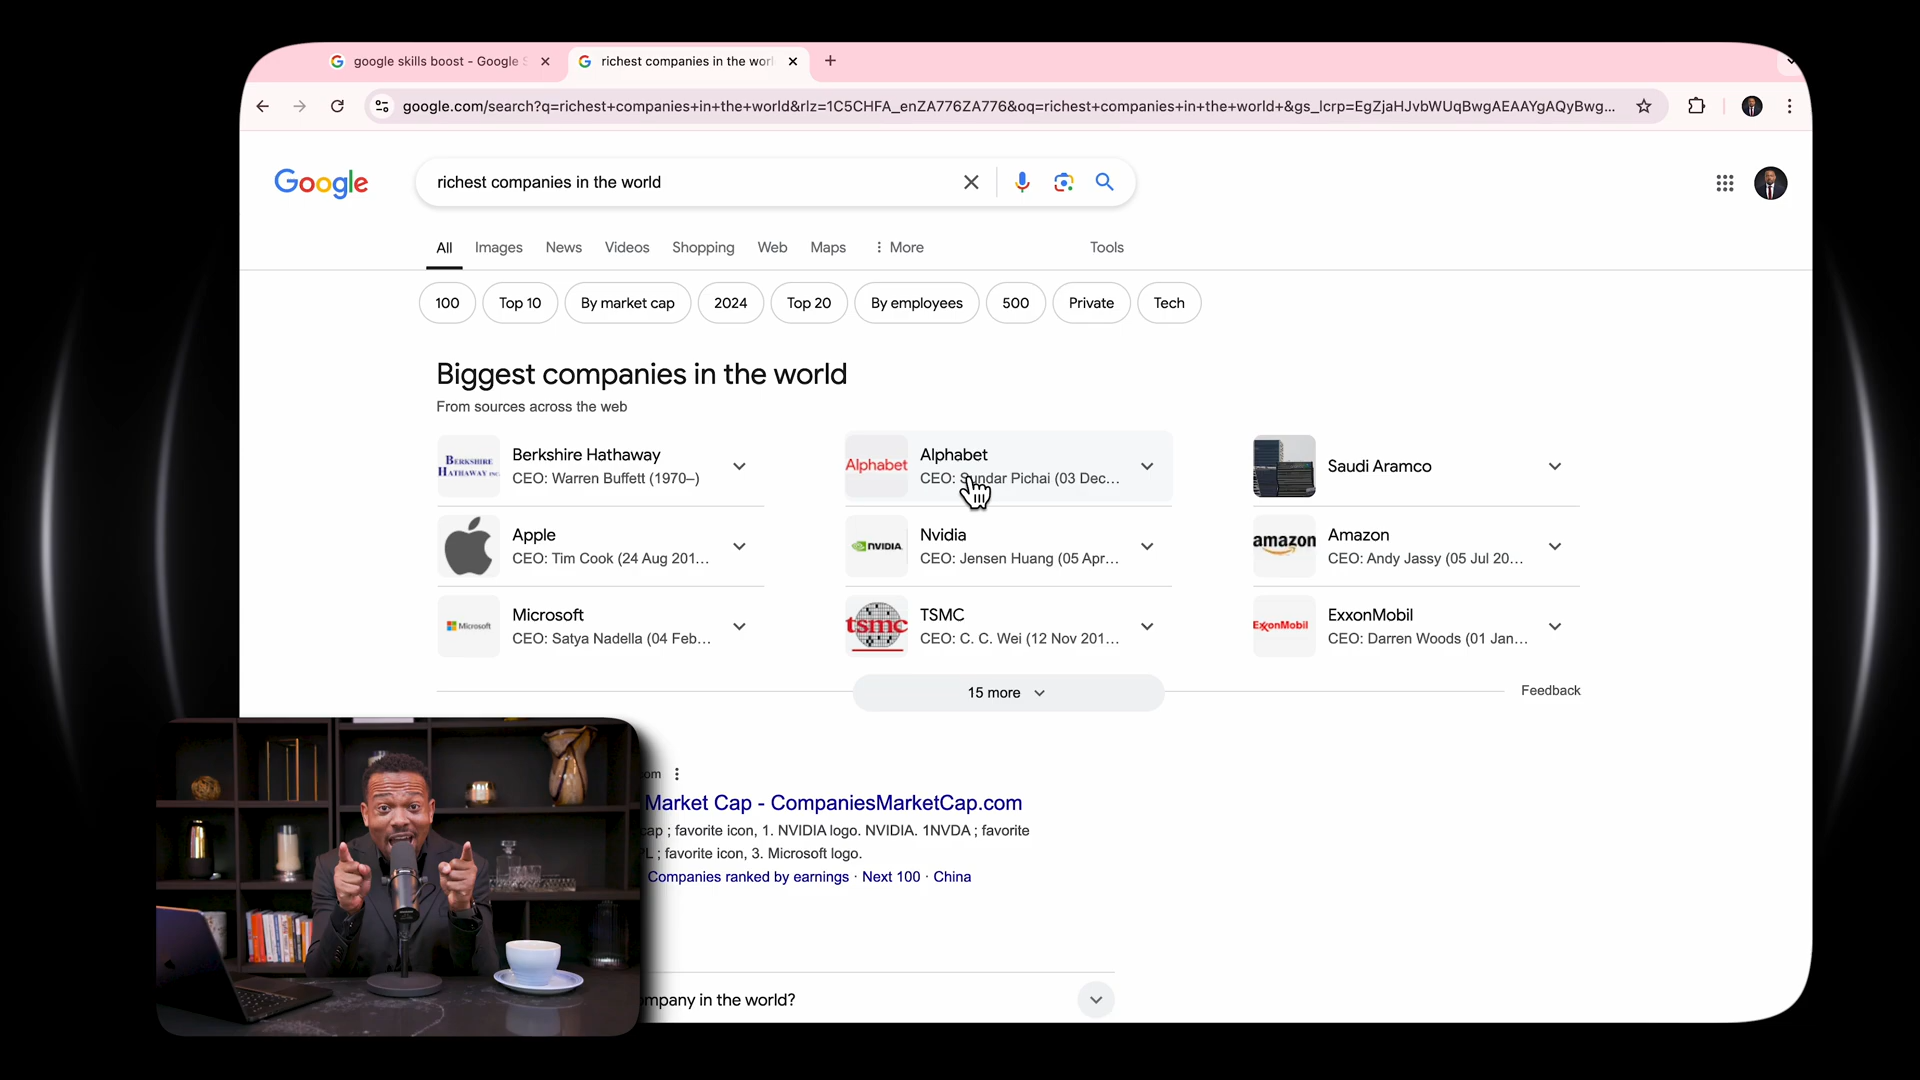 google skills boost - Google S
richest companies in the worl
google.com/search?q=richest+companies+in+the+world&rlz=1C5CHFA_enZA776ZA776&oq=richest+companies+in+the+world+&gs_lcrp=EgZjaHJvbWUqBwgAEAAYgAQyBwg...
Google
richest companies in the world
All Images News Videos Shopping Web Maps More Tools
100 Top 10 By market cap 2024 Top 20 By employees 500 Private Tech
Biggest companies in the world
From sources across the web
BERKSHIRE HATHAWAY INC.
Berkshire Hathaway
CEO: Warren Buffett (1970–)
Alphabet
Alphabet
CEO: Sundar Pichai (03 Dec...
Saudi Aramco
Apple
CEO: Tim Cook (24 Aug 201...
NVIDIA.
Nvidia
CEO: Jensen Huang (05 Apr...
amazon
Amazon
CEO: Andy Jassy (05 Jul 20...
Microsoft
Microsoft
CEO: Satya Nadella (04 Feb...
tsmc
TSMC
CEO: C. C. Wei (12 Nov 201...
ExxonMobil
ExxonMobil
CEO: Darren Woods (01 Jan...
15 more
Feedback
om
Market Cap - CompaniesMarketCap.com
cap ; favorite icon, 1. NVIDIA logo. NVIDIA. 1NVDA ; favorite
L ; favorite icon, 3. Microsoft logo.
Companies ranked by earnings · Next 100 · China
mpany in the world?